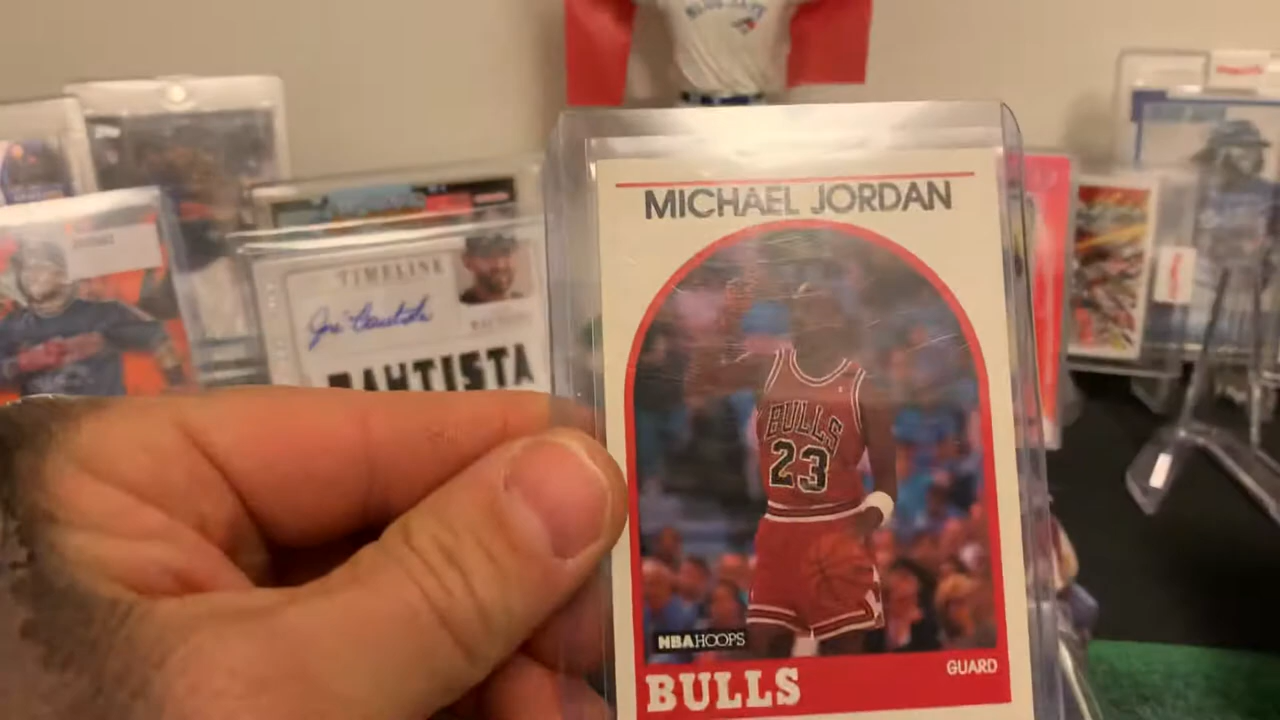 MICHAEL JORDAN
TIMELINE
BAUTISTA
BULLS
23
NBA HOOPS
GUARD
BULLS